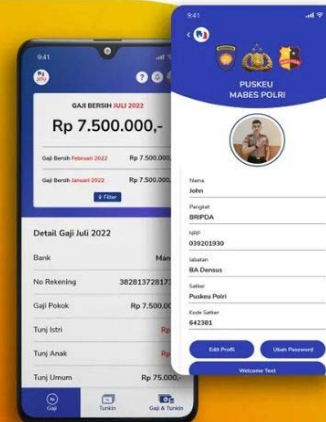 9:41
GAJI BERSIH JULI 2022
Rp 7.500.000,-
Gaji Bersih Februari 2022 Rp 7.500.000,
Gaji Bersih Januari 2022 Rp 7.500.000,
Filter
Detail Gaji Juli 2022
Bank Man
No Rekening 382813728173
Gaji Pokok Rp 7.500.00
Tunj Istri Rp
Tunj Anak Rp
Tunj Umum Rp 75.000,-
Gaji
Tunkin
Gaji & Tunkin
9:41
PUSKEU
MABES POLRI
Nama
John
Pangkat
BRIPDA
NRP
039201930
Jabatan
BA Densus
Satker
Puskeu Polri
Kode Satker
642381
Edit Profil
Ubah Password
Welcome Text